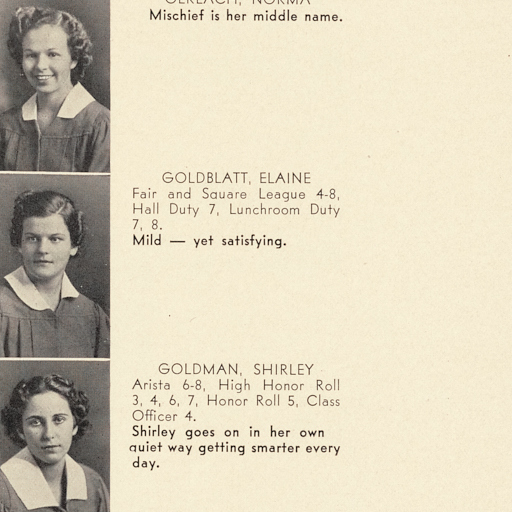 GERLACH, NORMA
Mischief is her middle name.
GOLDBLATT, ELAINE
Fair and Square League 4-8,
Hall Duty 7, Lunchroom Duty
7, 8.
Mild — yet satisfying.
GOLDMAN, SHIRLEY
Arista 6-8, High Honor Roll
3, 4, 6, 7, Honor Roll 5, Class
Officer 4.
Shirley goes on in her own
quiet way getting smarter every
day.